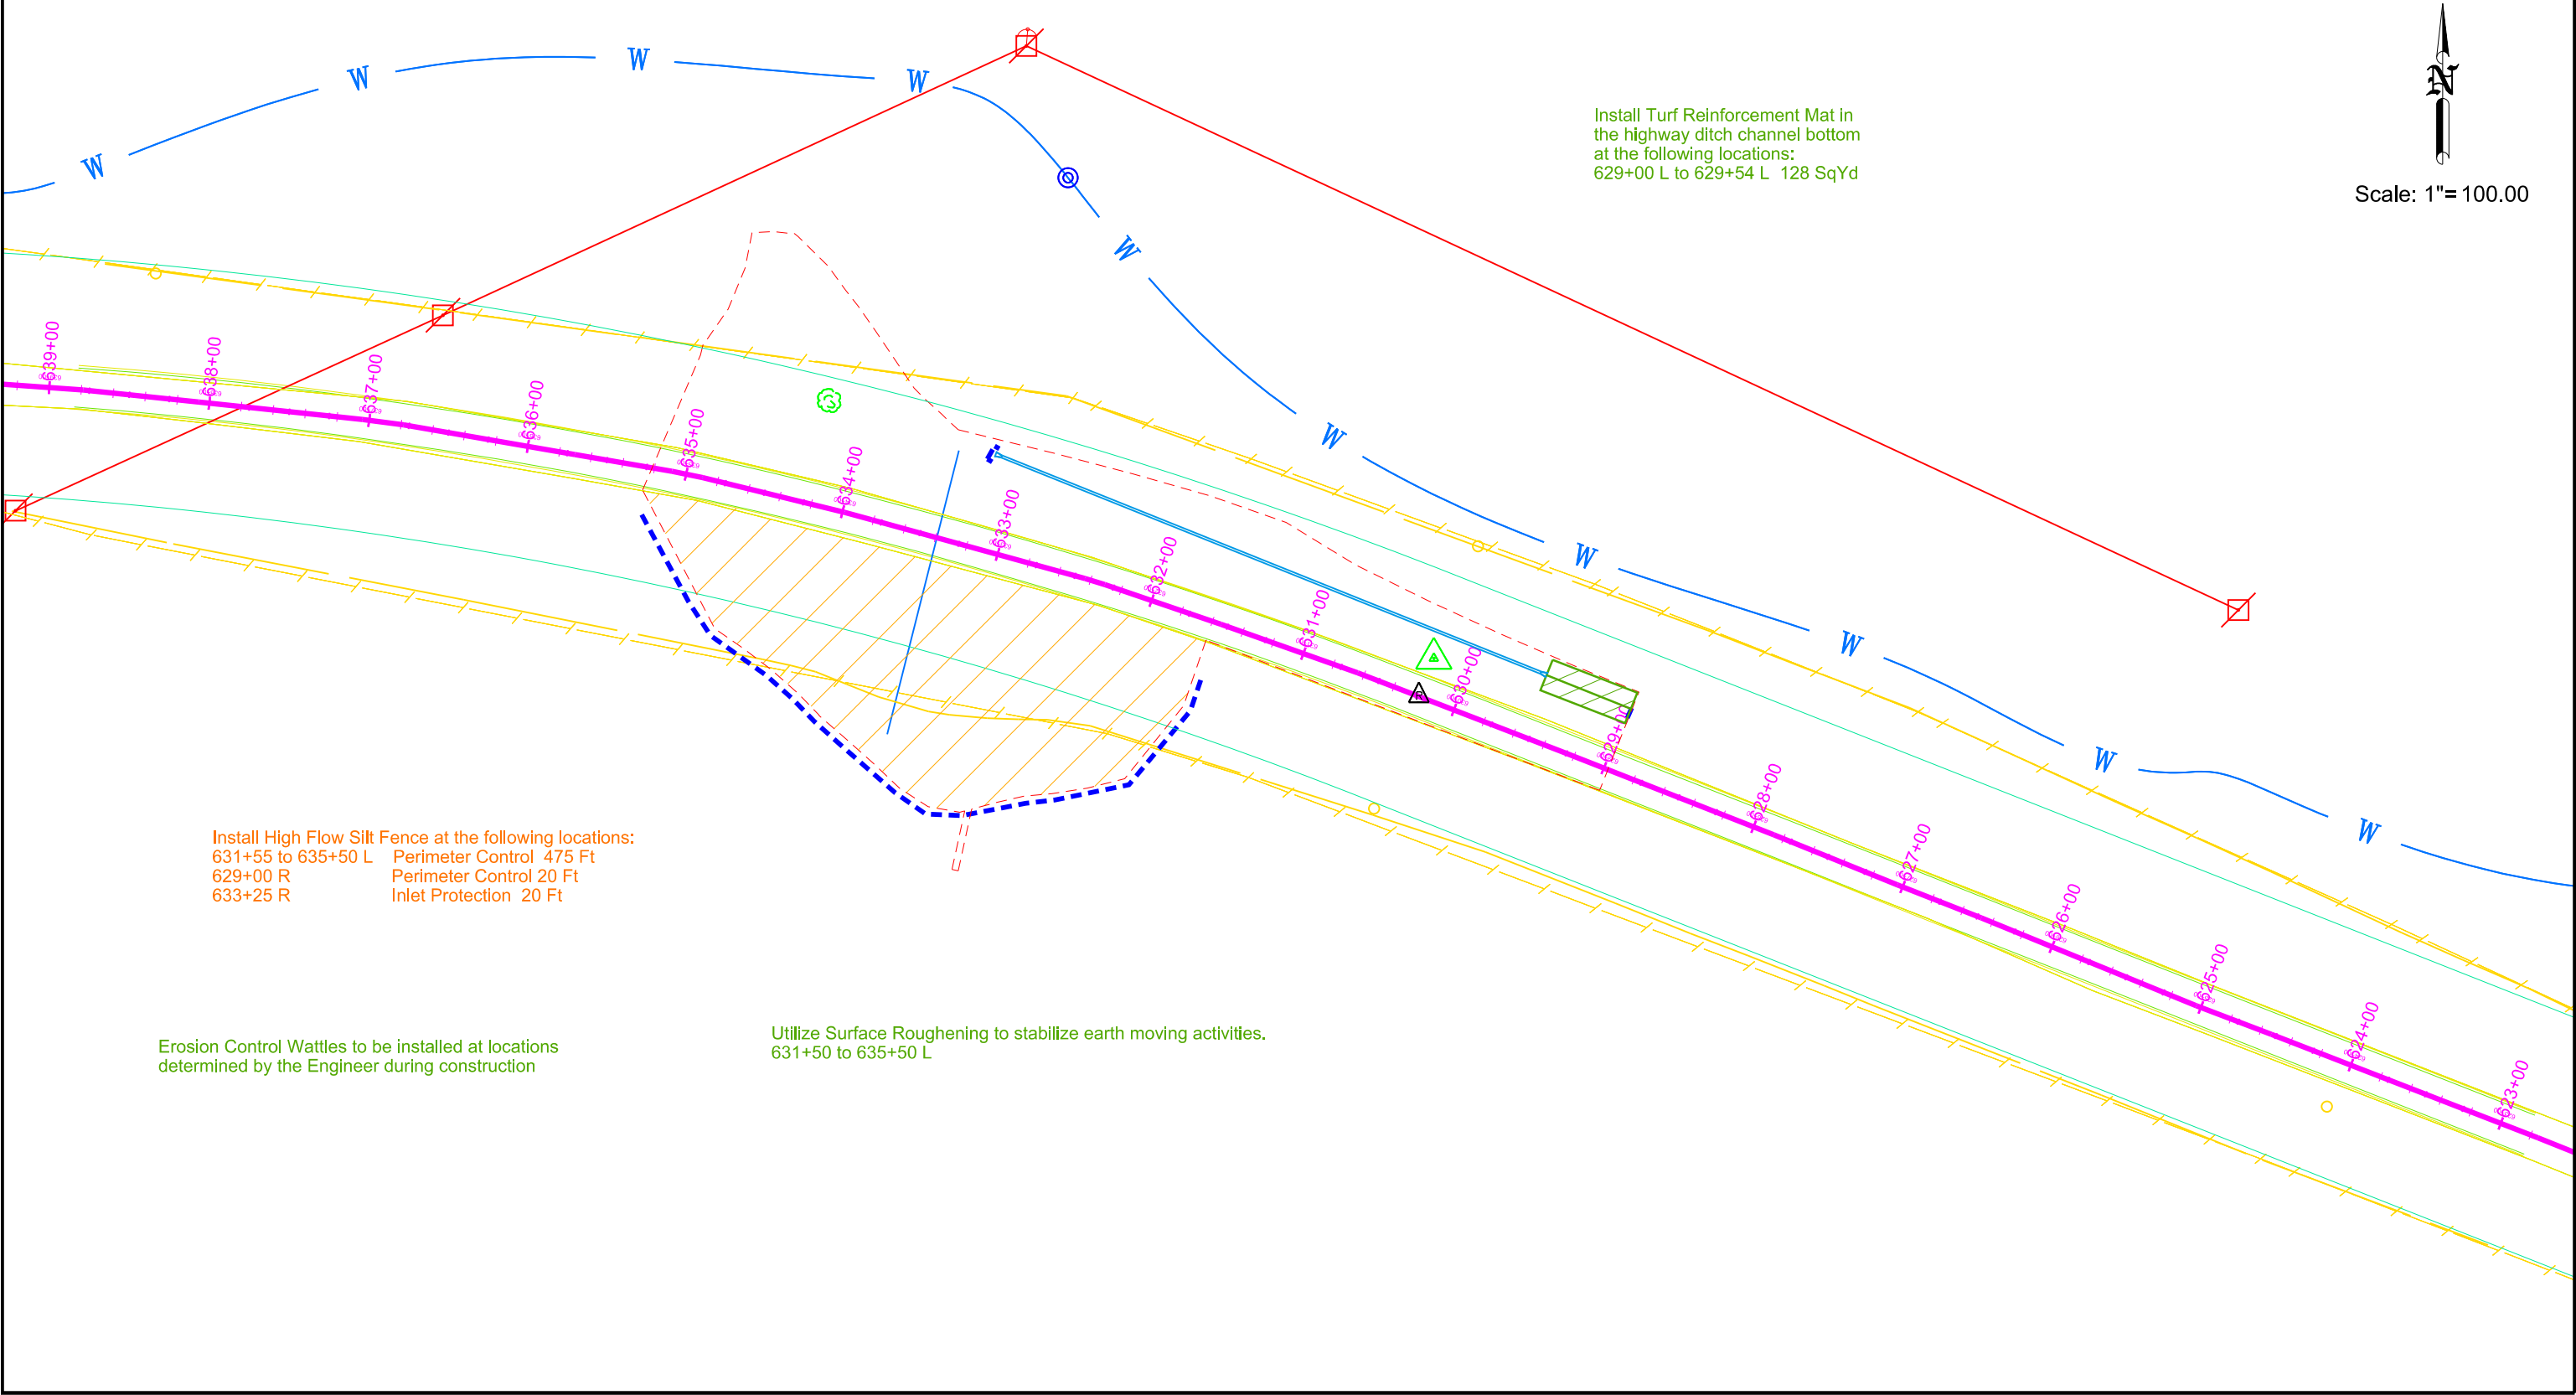 W
W
W
W
W
W
W
W
W
W
W
N
Scale: 1"=100.00
Install Turf Reinforcement Mat in
the highway ditch channel bottom
at the following locations:
629+00 L to 629+54 L 128 SqYd
639+00
638+00
637+00
636+00
635+00
634+00
633+00
632+00
631+00
630+00
629+00
628+00
627+00
626+00
625+00
624+00
623+00
R
Install High Flow Silt Fence at the following locations:
631+55 to 635+50 L Perimeter Control 475 Ft
629+00 R Perimeter Control 20 Ft
633+25 R Inlet Protection 20 Ft
Erosion Control Wattles to be installed at locations
determined by the Engineer during construction
Utilize Surface Roughening to stabilize earth moving activities.
631+50 to 635+50 L